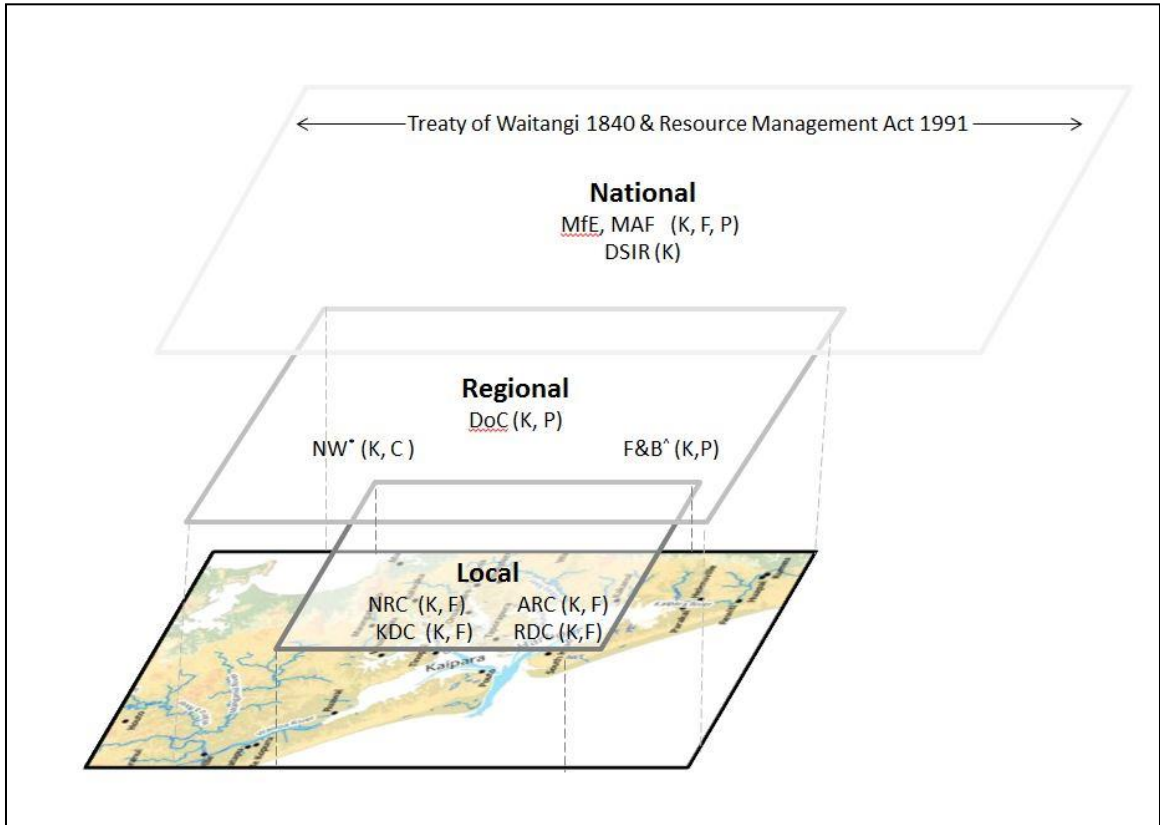 Treaty of Waitangi 1840 & Resource Management Act 1991
National
MfE, MAF (K, F, P)
DSIR (K)
Regional
DoC (K, P)
NW* (K, C )
F&B^ (K,P)
Local
NRC (K, F)
ARC (K, F)
KDC (K, F)
RDC (K,F)
Kaipara